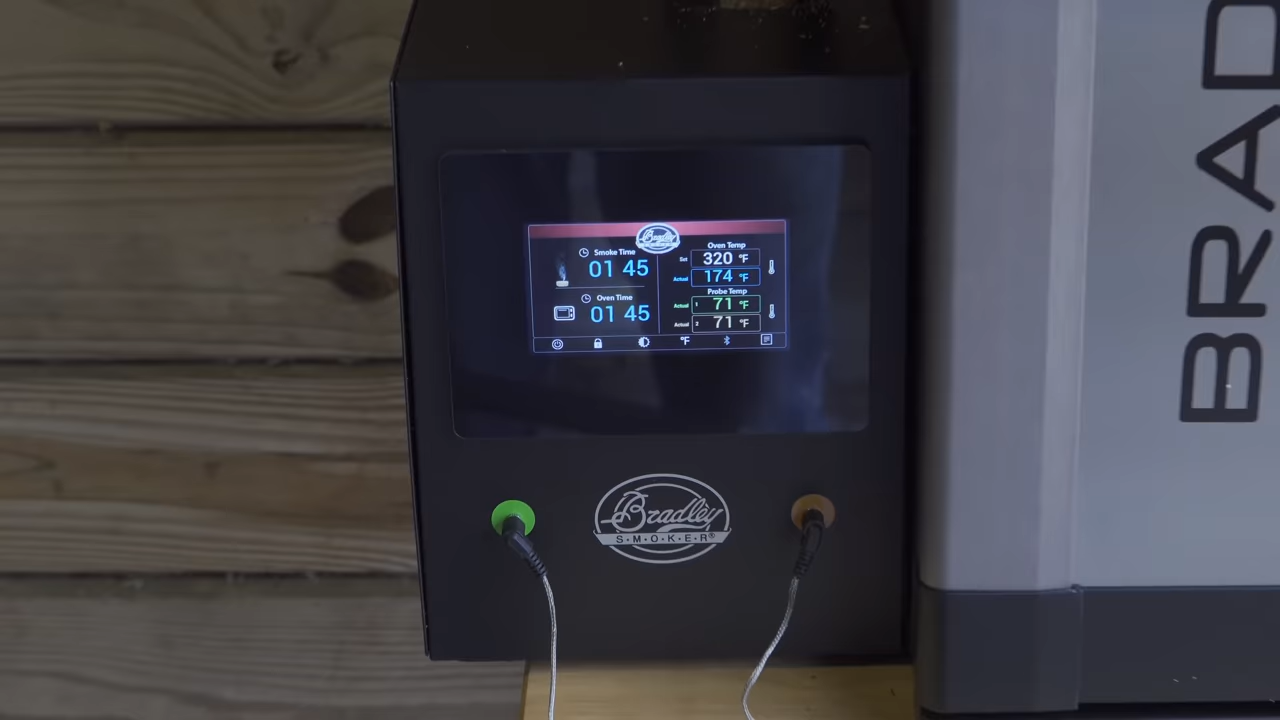 Bradley
Smoke Time
01 45
Oven Time
01 45
Oven Temp
Set 320 °F
Actual 174 °F
Probe Temp
Actual 1 71 °F
Actual 2 71 °F
°F
Bradley
S·M·O·K·E·R®
BRAD